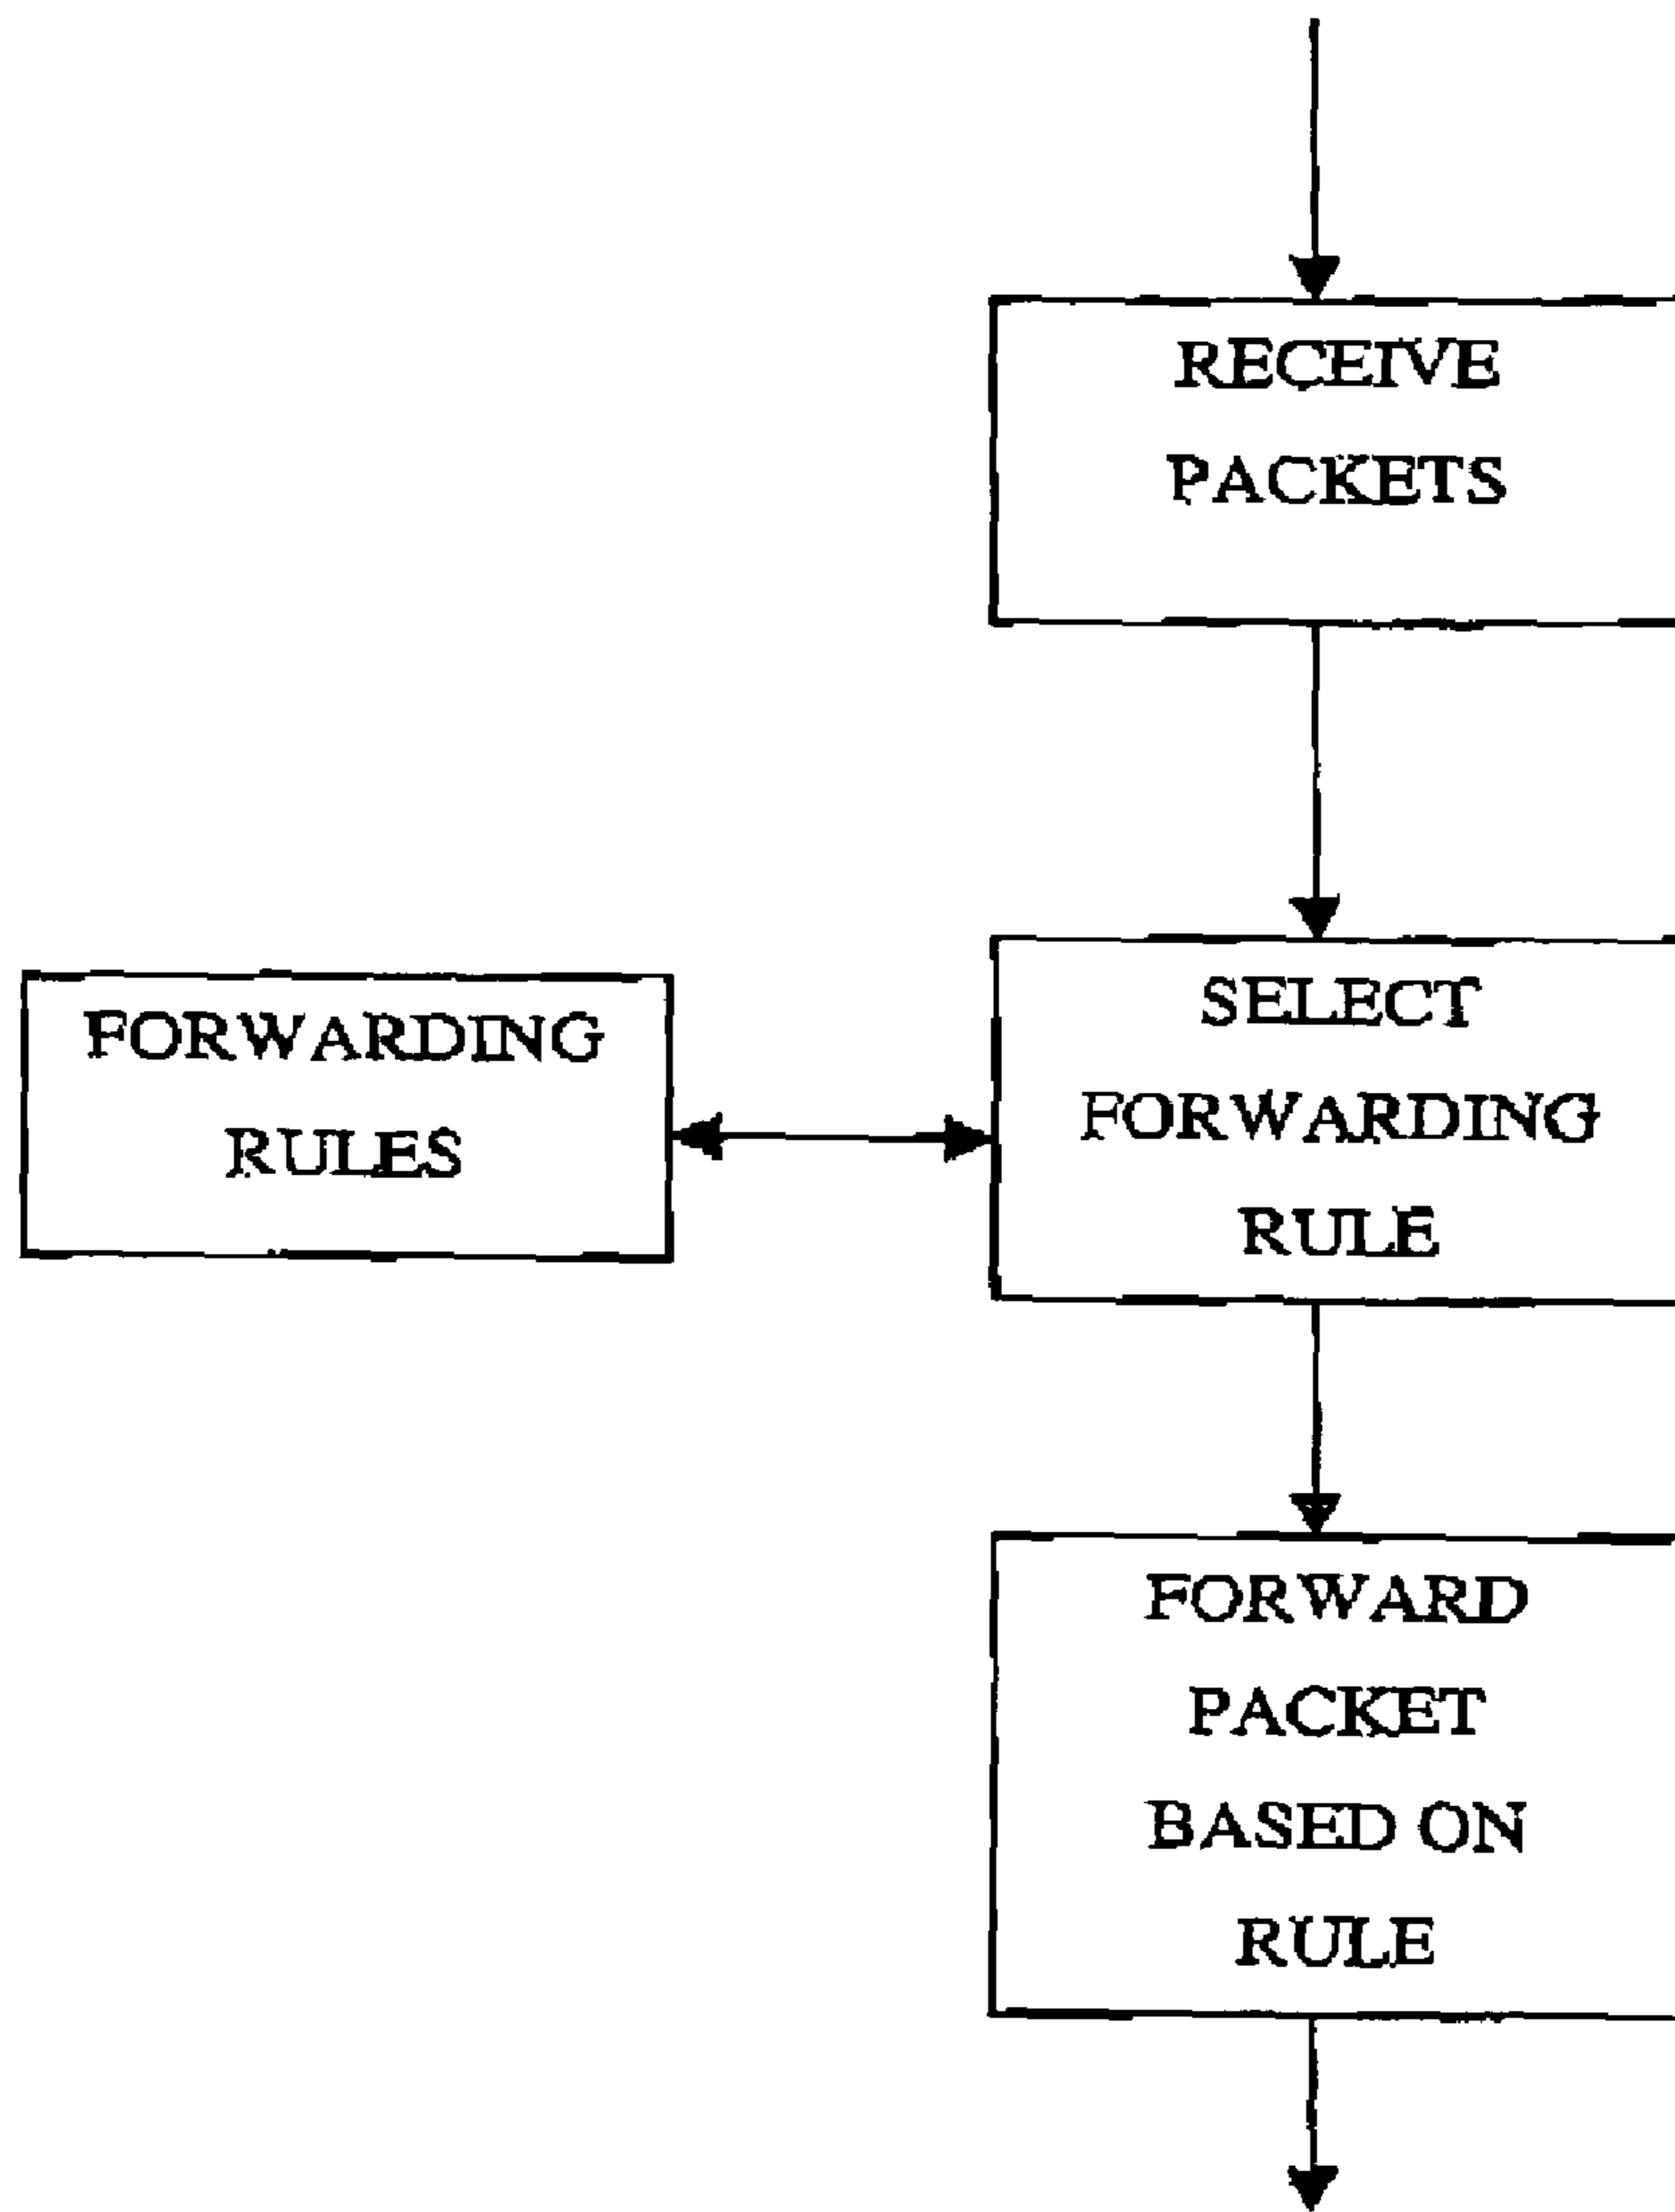 RECEIVE
PACKETS
FORWARDING
RULES
SELECT
FORWARDING
RULE
FORWARD
PACKET
BASED ON
RULE